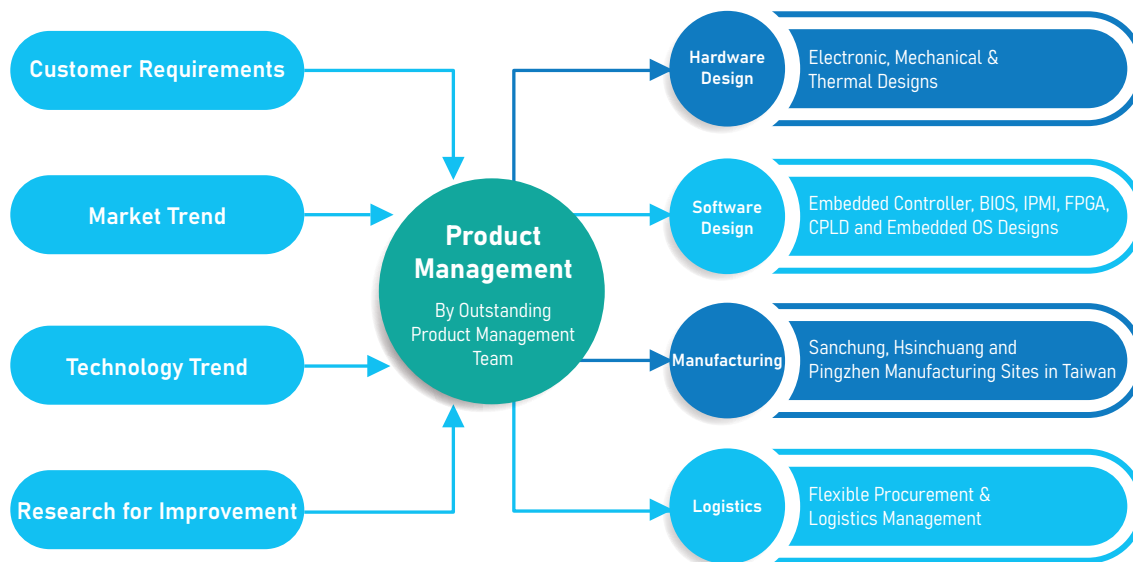 Customer Requirements
Market Trend
Technology Trend
Research for Improvement
Product
Management
By Outstanding
Product Management
Team
Hardware
Design
Electronic, Mechanical &
Thermal Designs
Software
Design
Embedded Controller, BIOS, IPMI, FPGA,
CPLD and Embedded OS Designs
Manufacturing
Sanchung, Hsinchuang and
Pingzhen Manufacturing Sites in Taiwan
Logistics
Flexible Procurement &
Logistics Management